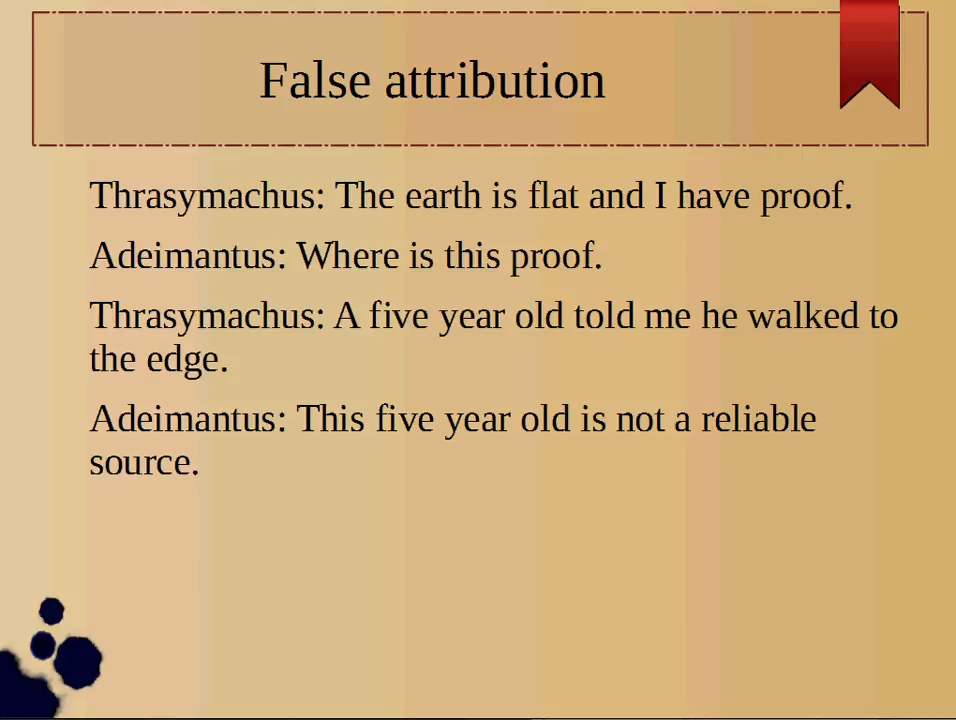 False attribution
Thrasymachus: The earth is flat and I have proof.
Adeimantus: Where is this proof.
Thrasymachus: A five year old told me he walked to
the edge.
Adeimantus: This five year old is not a reliable
source.